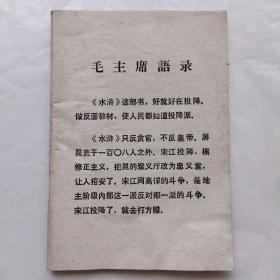 毛主席語录
《水浒》这部书，好就好在投降。
做反面教材，使人民都知道投降派。
《水浒》只反贪官，不反皇帝。屏
晁盖于一百〇八人之外。宋江投降，搞
修正主义，把晁的聚义厅改为忠义堂，
让人招安了。宋江同高俅的斗争，是地
主阶级内部这一派反对那一派的斗争。
宋江投降了，就去打方腊。